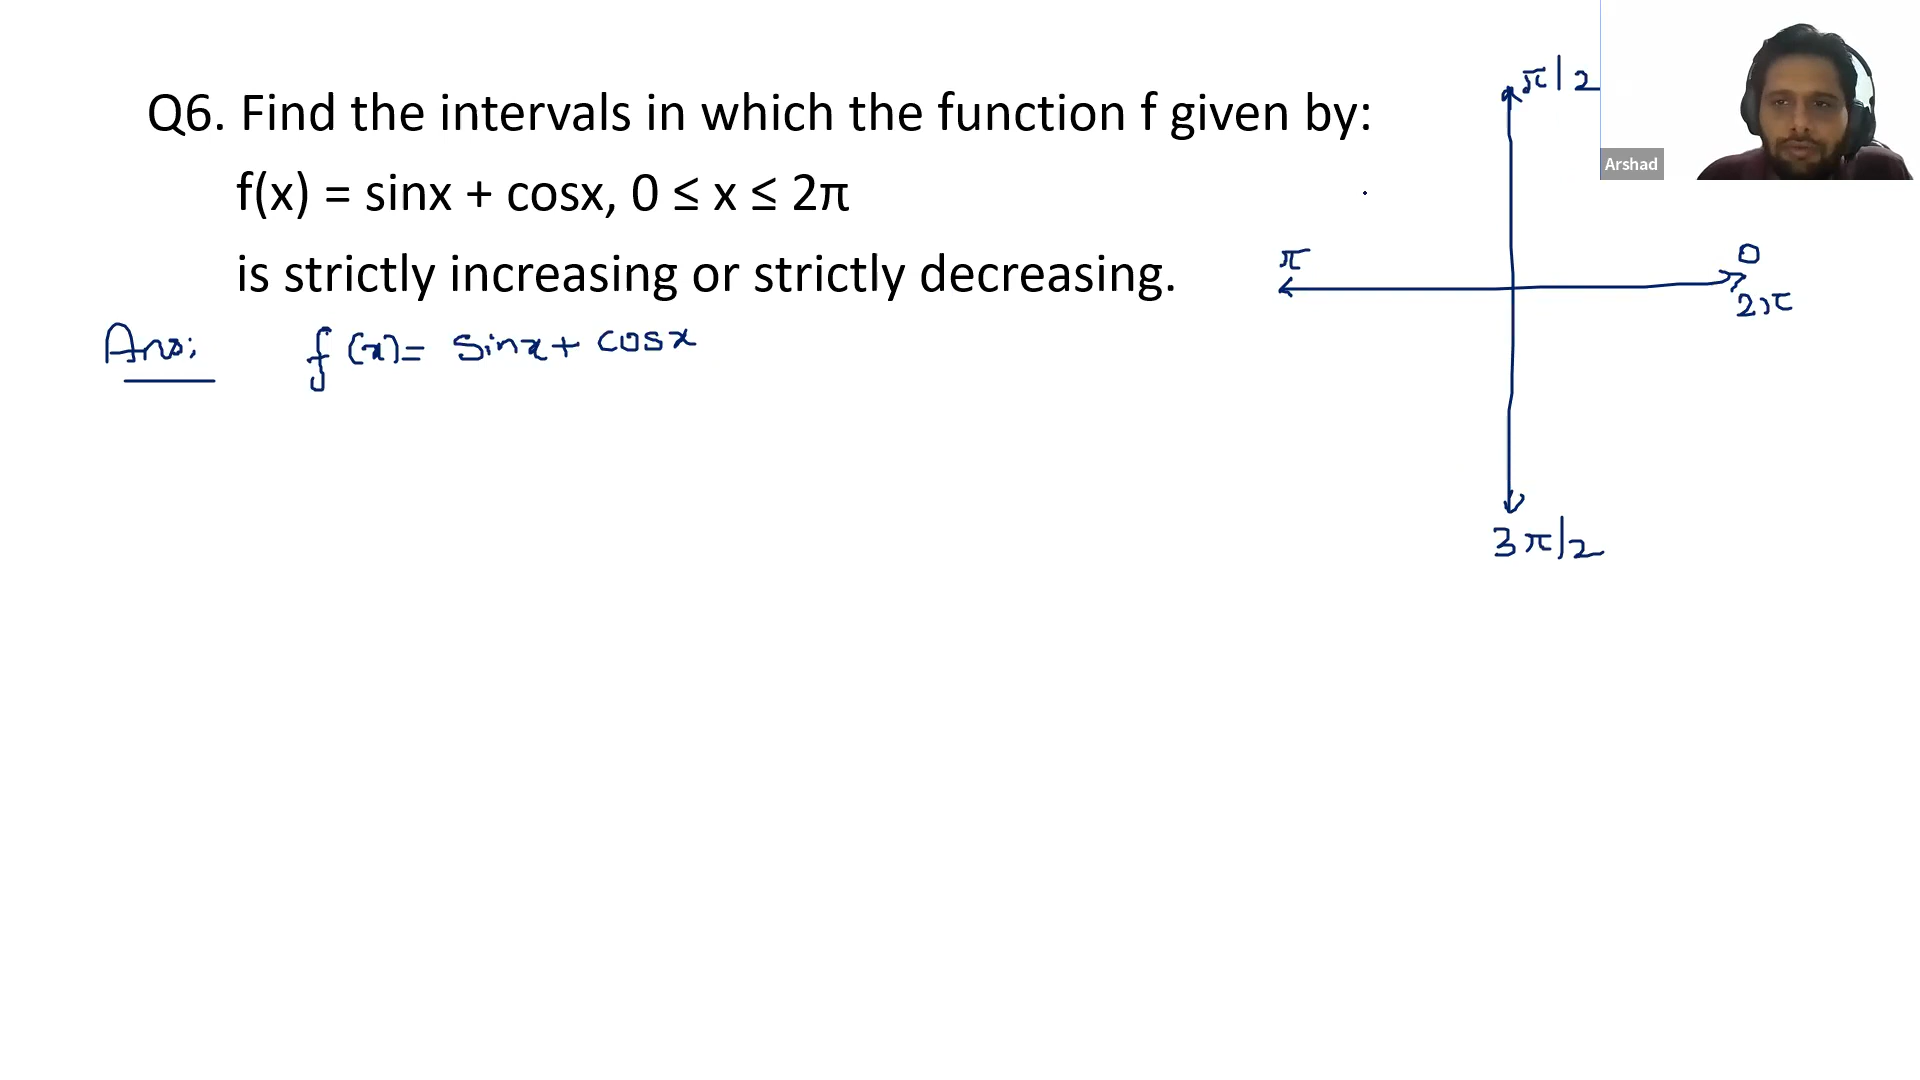 Q6. Find the intervals in which the function f given by:
f(x) = sinx + cosx, 0 ≤ x ≤ 2π
is strictly increasing or strictly decreasing.
Ans: f(x)= sinx + cosx
π/2
Arshad
π
0
2π
3π/2